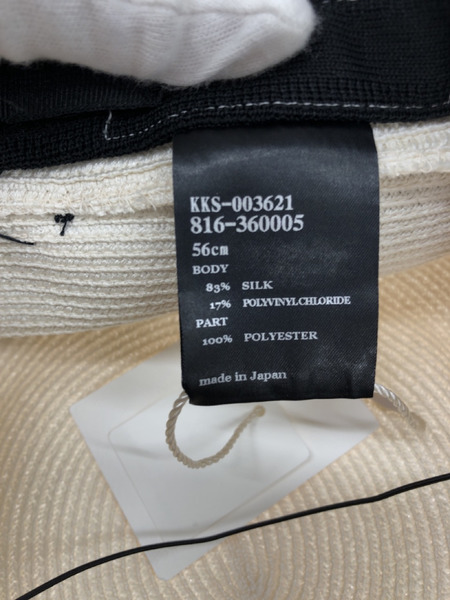 KKS-003621
816-360005
56cm
BODY
83% SILK
17% POLYVINYLCHLORIDE
PART
100% POLYESTER
made in Japan